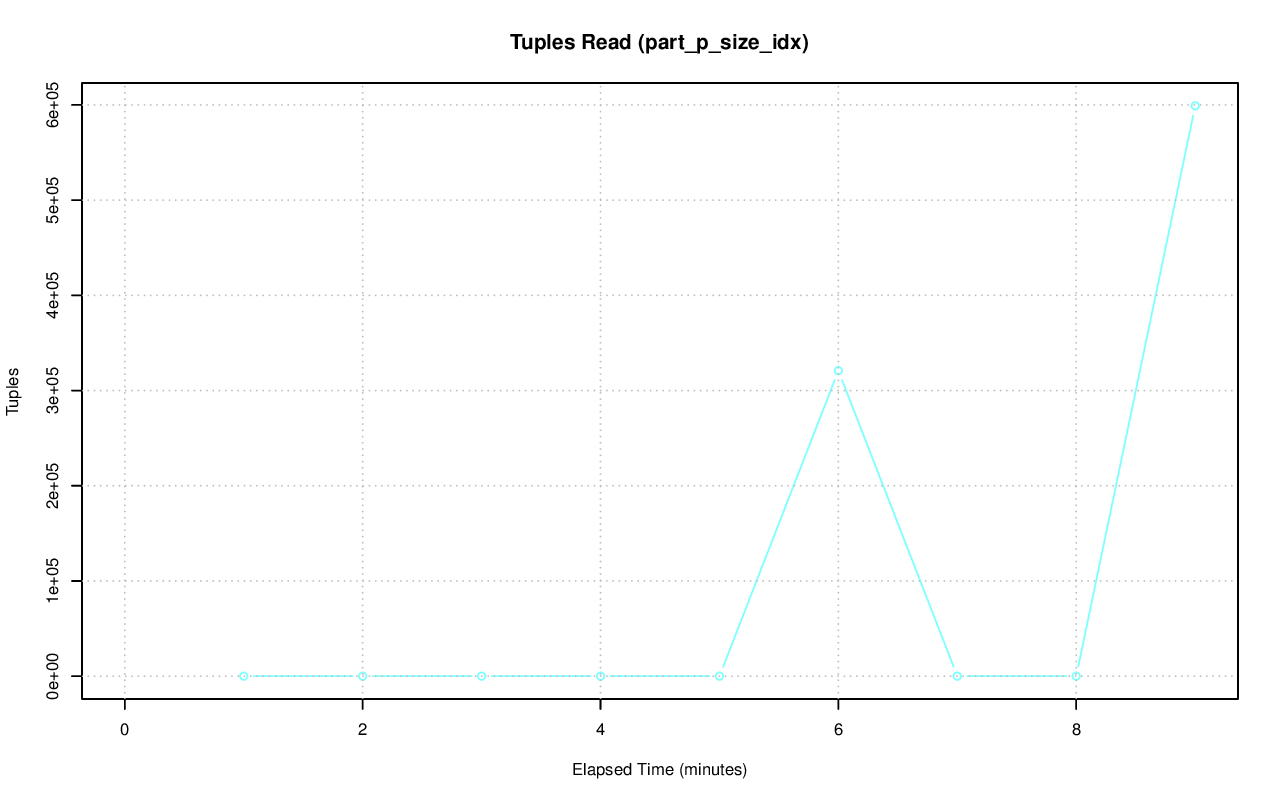 Tuples Read (part_p_size_idx)
6e+05
5e+05
4e+05
3e+05
2e+05
1e+05
0e+00
Tuples
0
2
4
6
8
Elapsed Time (minutes)